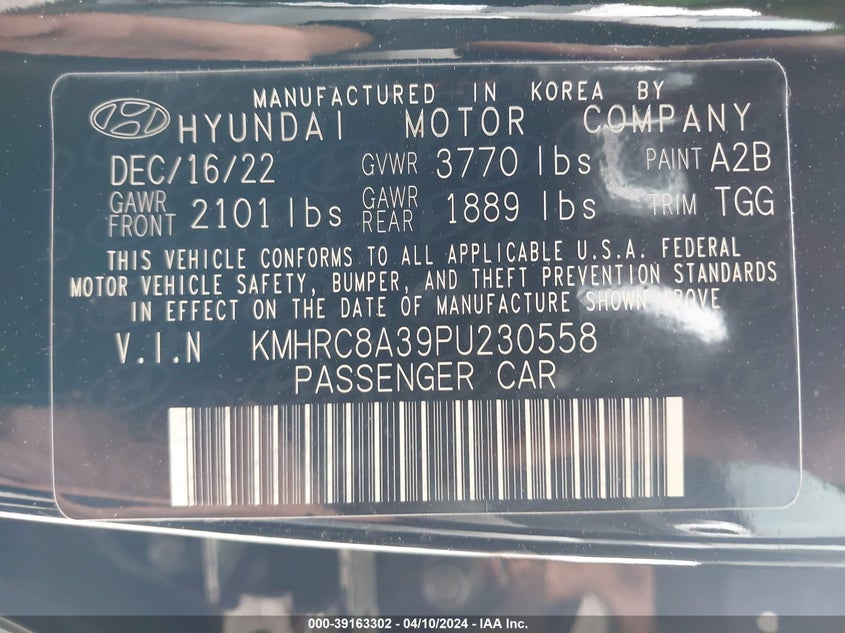 MANUFACTURED IN KOREA BY
HYUNDAI MOTOR COMPANY
DEC/16/22 GVWR 3770 lbs PAINT A2B
GAWR FRONT 2101 lbs GAWR REAR 1889 lbs TRIM TGG
THIS VEHICLE CONFORMS TO ALL APPLICABLE U.S.A. FEDERAL
MOTOR VEHICLE SAFETY, BUMPER, AND THEFT PREVENTION STANDARDS
IN EFFECT ON THE DATE OF MANUFACTURE SHOWN ABOVE
V.I.N KMHRC8A39PU230558
PASSENGER CAR
000-39163302 - 04/10/2024 - IAA Inc.